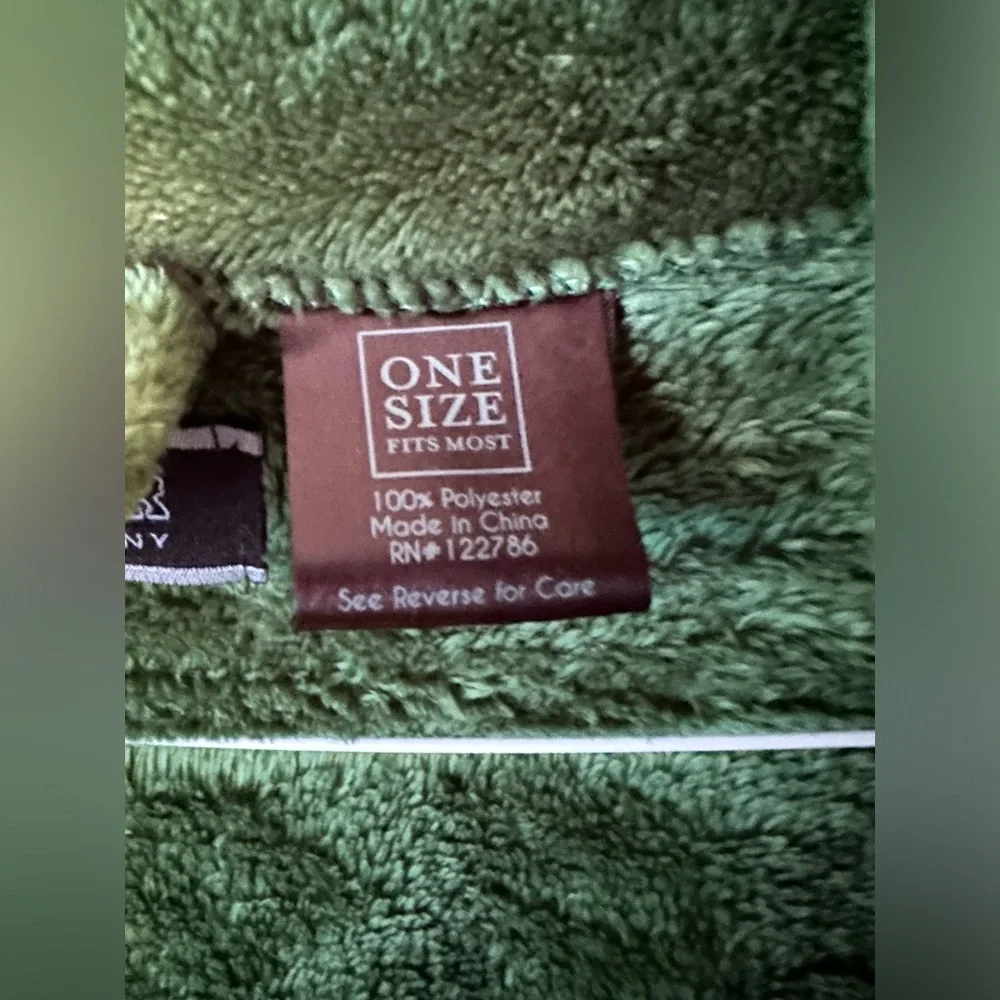 ONE
SIZE
FITS MOST
100% Polyester
Made In China
RN#122786
See Reverse for Care
NY